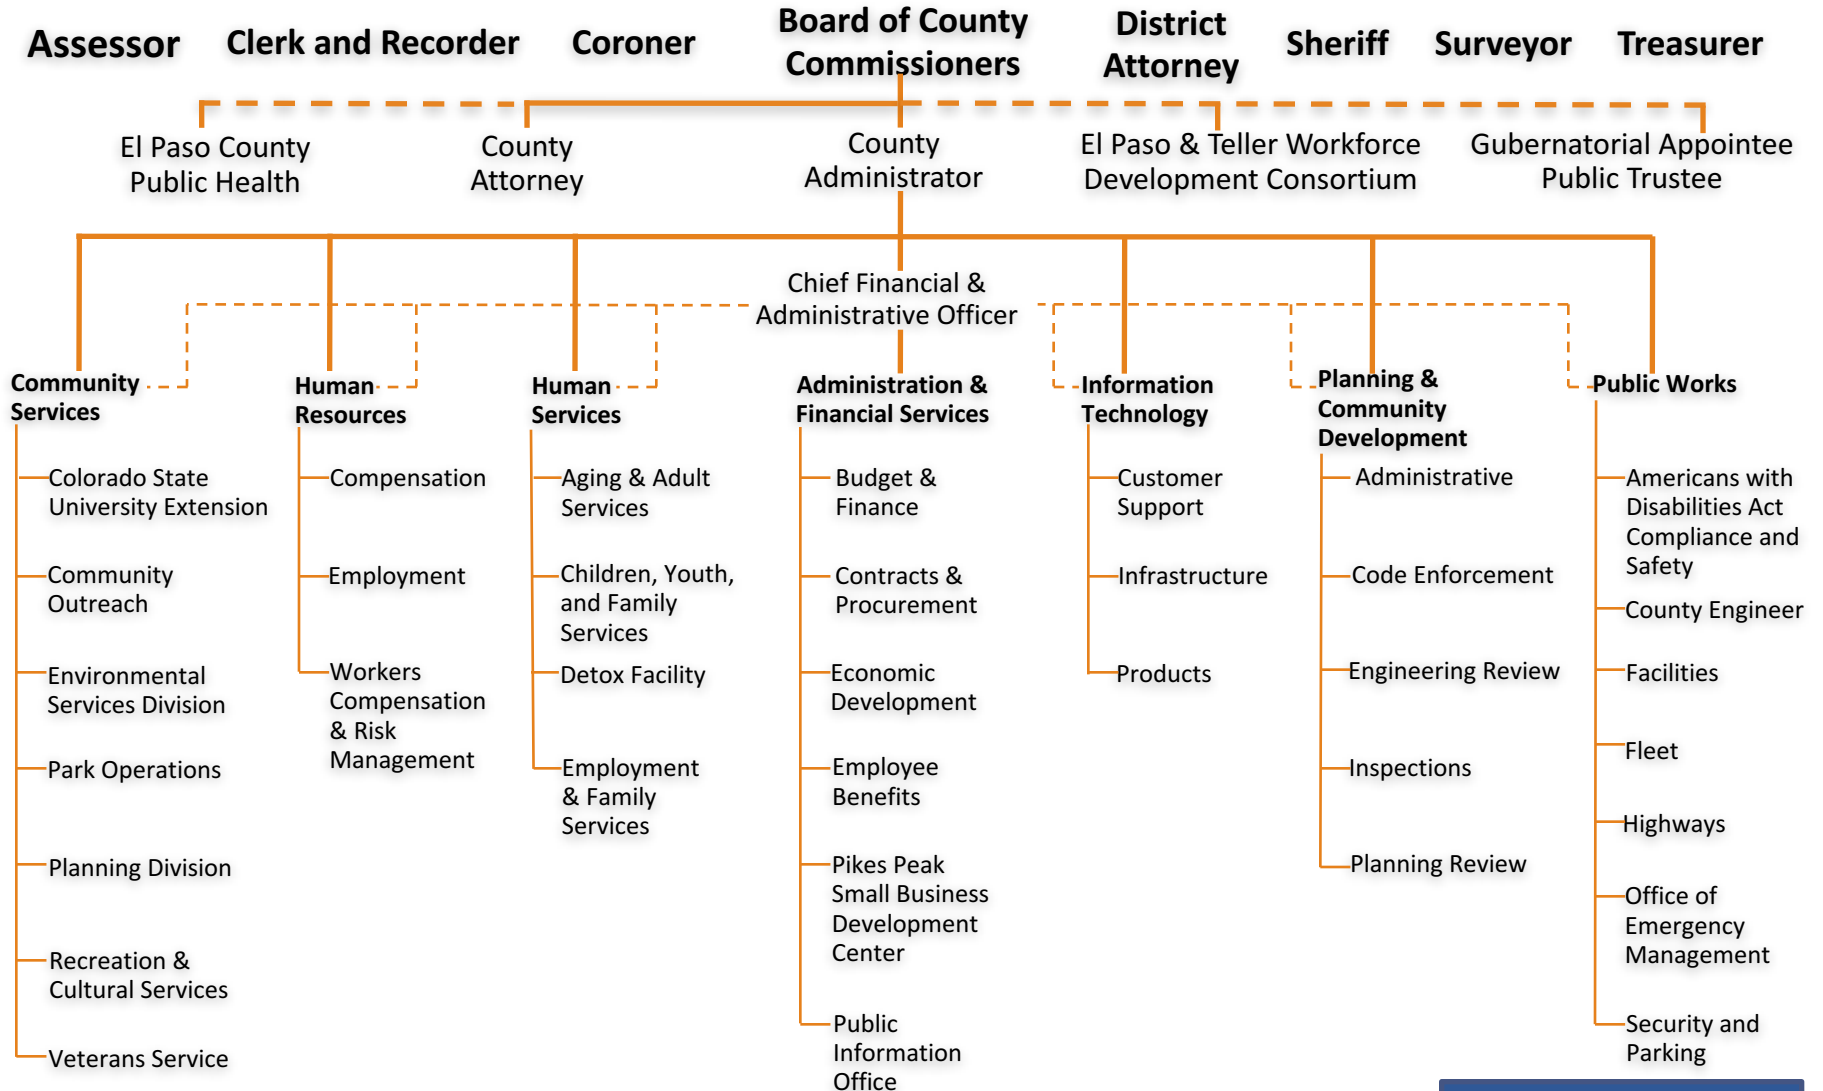 Assessor
Clerk and Recorder
Coroner
Board of County
Commissioners
District
Attorney
Sheriff
Surveyor
Treasurer
El Paso County
Public Health
County
Attorney
County
Administrator
El Paso & Teller Workforce
Development Consortium
Gubernatorial Appointee
Public Trustee
Chief Financial &
Administrative Officer
Community
Services
Colorado State
University Extension
Community
Outreach
Environmental
Services Division
Park Operations
Planning Division
Recreation &
Cultural Services
Veterans Service
Human
Resources
Compensation
Employment
Workers
Compensation
& Risk
Management
Human
Services
Aging & Adult
Services
Children, Youth,
and Family
Services
Detox Facility
Employment
& Family
Services
Administration &
Financial Services
Budget &
Finance
Contracts &
Procurement
Economic
Development
Employee
Benefits
Pikes Peak
Small Business
Development
Center
Public
Information
Office
Information
Technology
Customer
Support
Infrastructure
Products
Planning &
Community
Development
Administrative
Code Enforcement
Engineering Review
Inspections
Planning Review
Public Works
Americans with
Disabilities Act
Compliance and
Safety
County Engineer
Facilities
Fleet
Highways
Office of
Emergency
Management
Security and
Parking